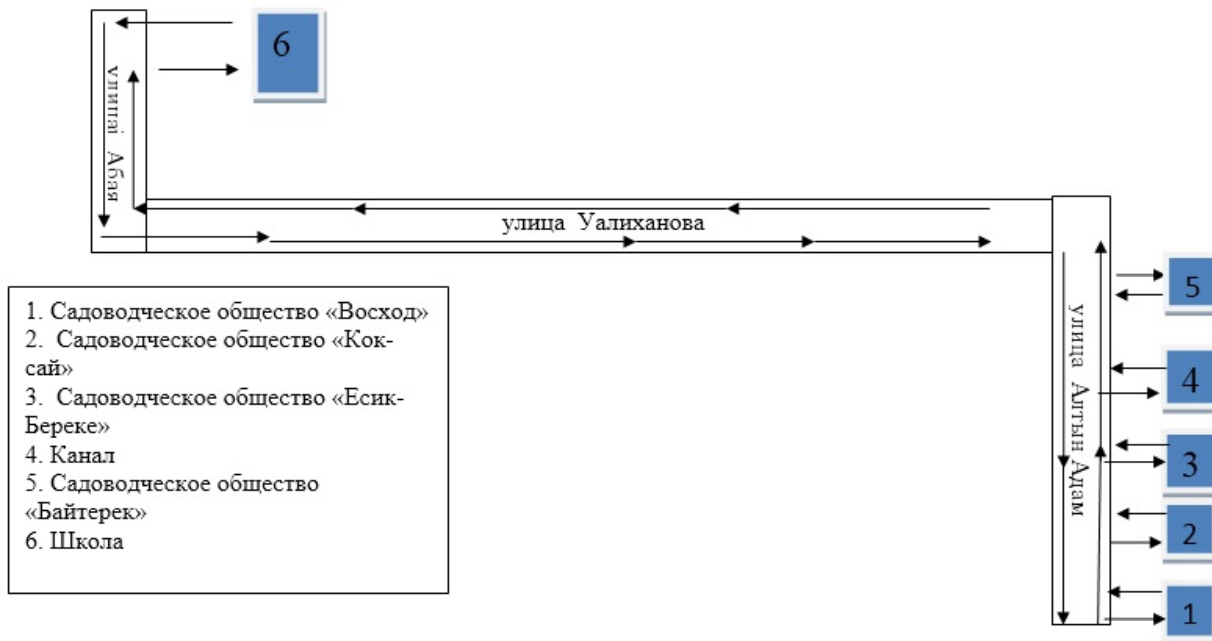 6
улица Абая
улица Уалиханова
5
улица Алтын Адам
4
3
2
1
1. Садоводческое общество «Восход»
2. Садоводческое общество «Кок-
сай»
3. Садоводческое общество «Есик-
Береке»
4. Канал
5. Садоводческое общество
«Байтерек»
6. Школа